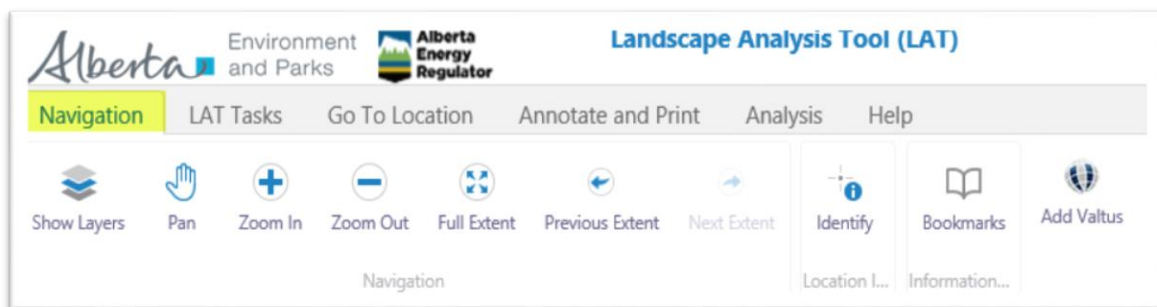 Alberta Environment and Parks Alberta Energy Regulator Landscape Analysis Tool (LAT)
Navigation LAT Tasks Go To Location Annotate and Print Analysis Help
Show Layers Pan Zoom In Zoom Out Full Extent Previous Extent Next Extent Identify Bookmarks Add Valtus
Navigation Location I... Information...